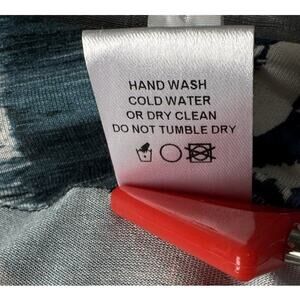 HAND WASH
COLD WATER
OR DRY CLEAN
DO NOT TUMBLE DRY